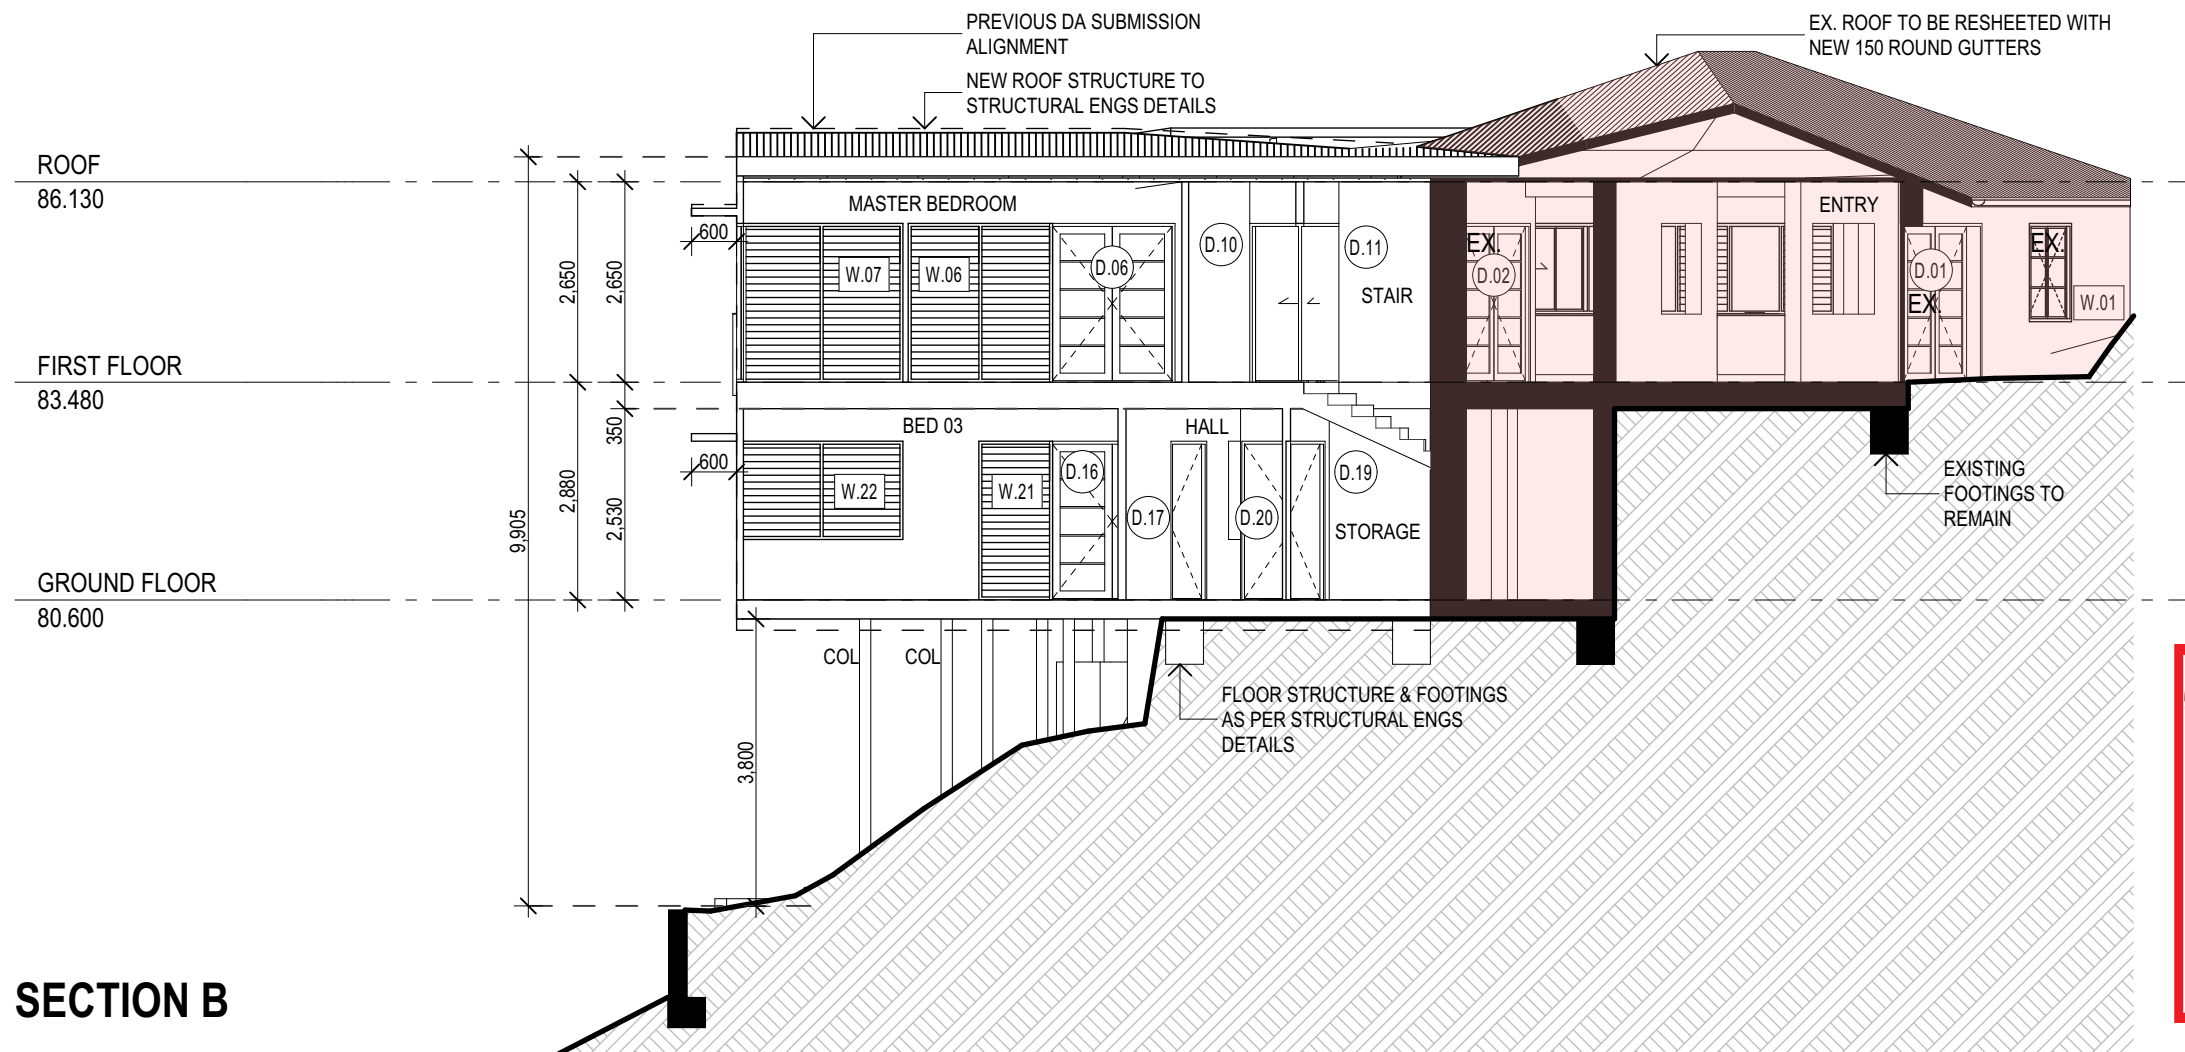 PREVIOUS DA SUBMISSION
ALIGNMENT
EX. ROOF TO BE RESHEETED WITH
NEW 150 ROUND GUTTERS
NEW ROOF STRUCTURE TO
STRUCTURAL ENGS DETAILS
ROOF
86.130
MASTER BEDROOM
ENTRY
600
D.10
D.11
EX.
EX.
W.07
W.06
D.06
D.02
D.01
2,650
2,650
STAIR
EX.
W.01
FIRST FLOOR
83.480
350
BED 03
HALL
600
D.16
D.19
EXISTING
FOOTINGS TO
REMAIN
2,880
W.22
W.21
D.17
D.20
2,530
9,905
STORAGE
GROUND FLOOR
80.600
COL
COL
FLOOR STRUCTURE & FOOTINGS
AS PER STRUCTURAL ENGS
DETAILS
3,800
SECTION B